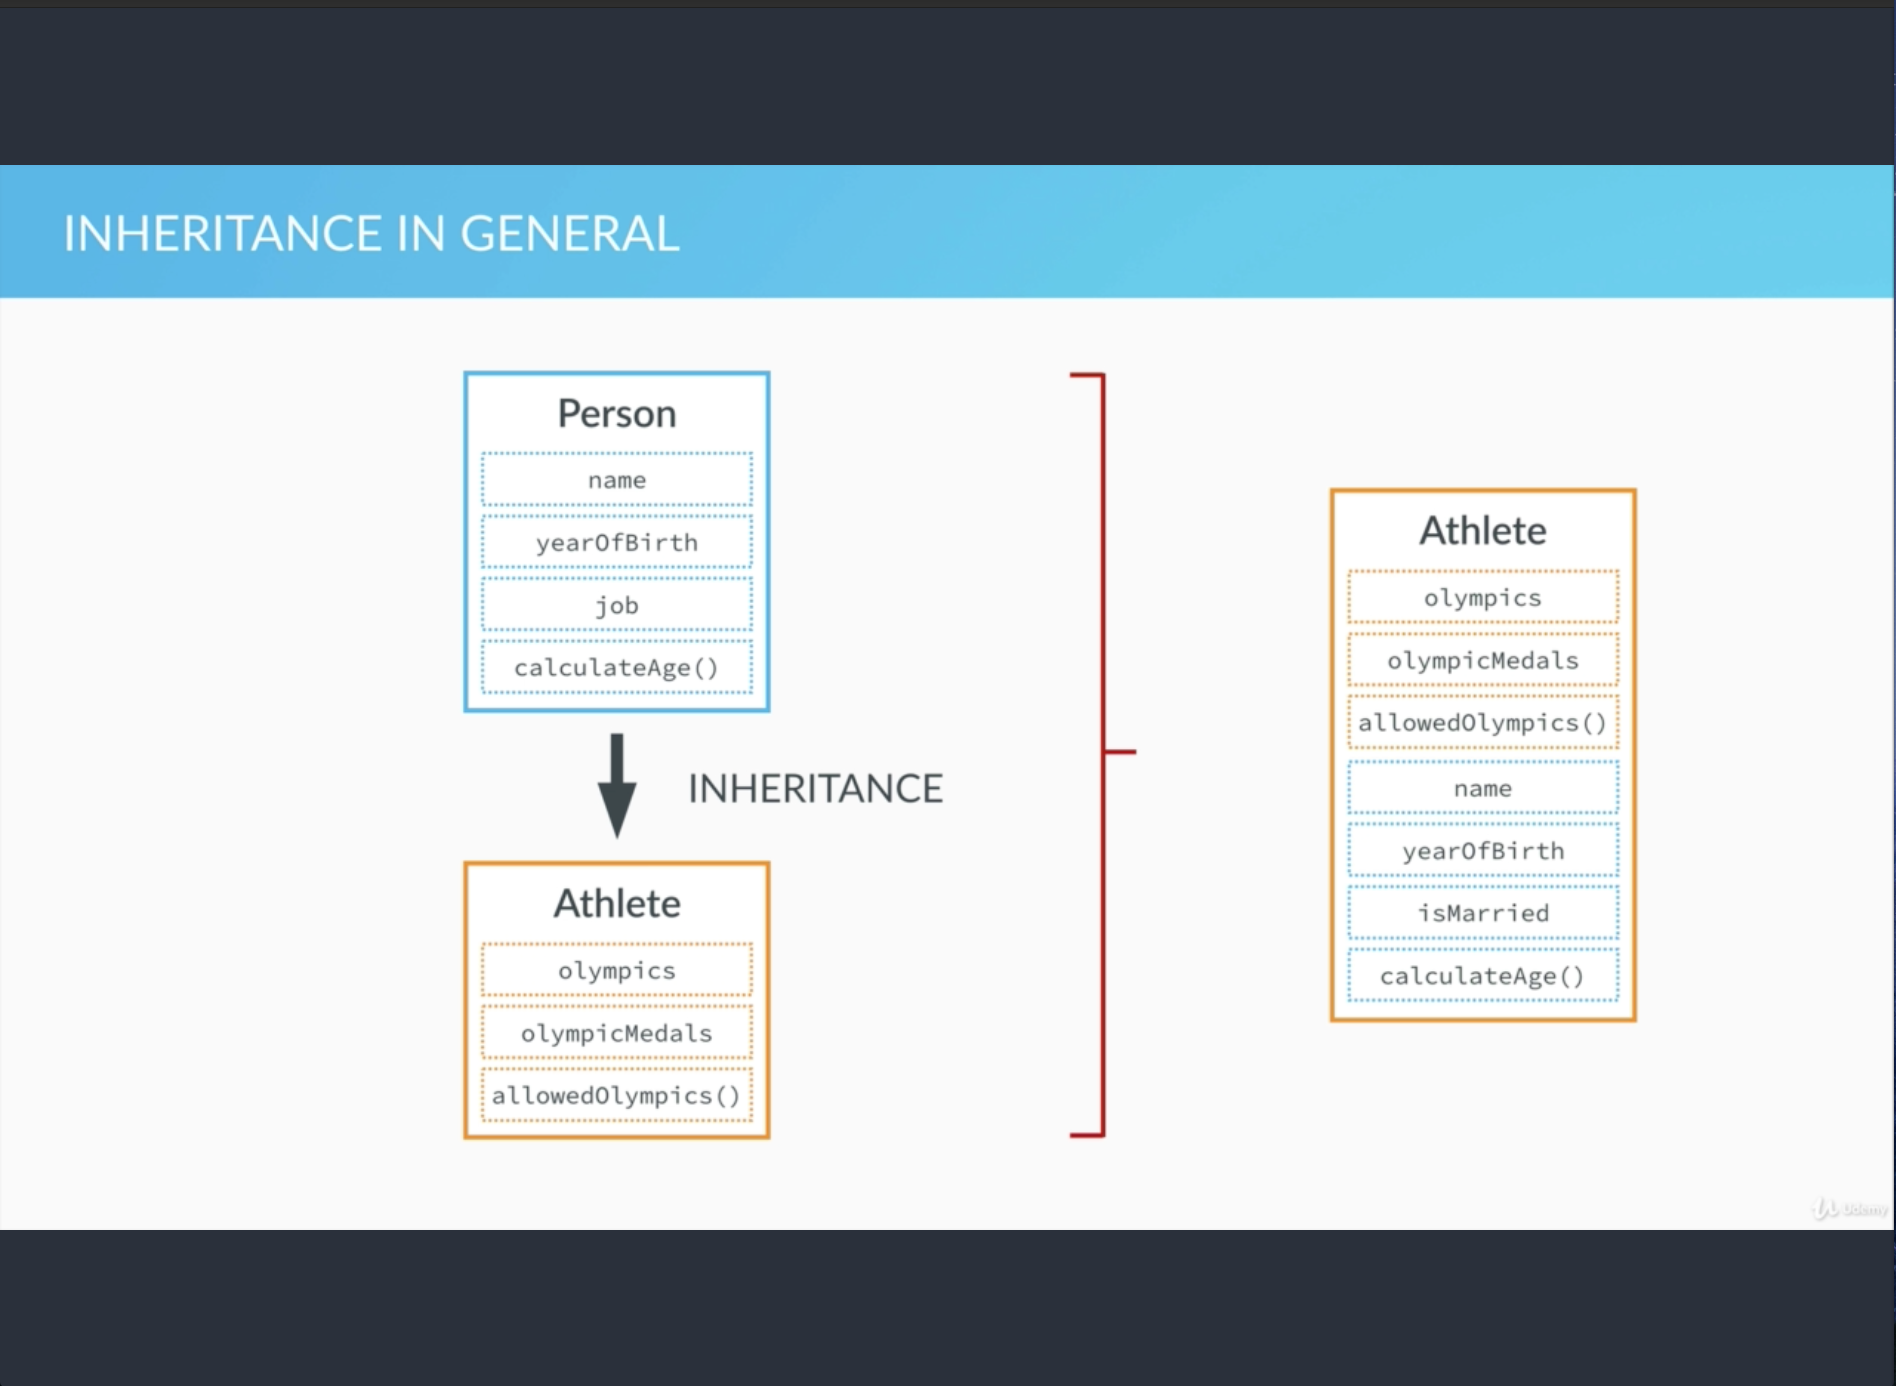 INHERITANCE IN GENERAL
Person
name
yearOfBirth
job
calculateAge()
INHERITANCE
Athlete
olympics
olympicMedals
allowedOlympics()
Athlete
olympics
olympicMedals
allowedOlympics()
name
yearOfBirth
isMarried
calculateAge()
Udemy